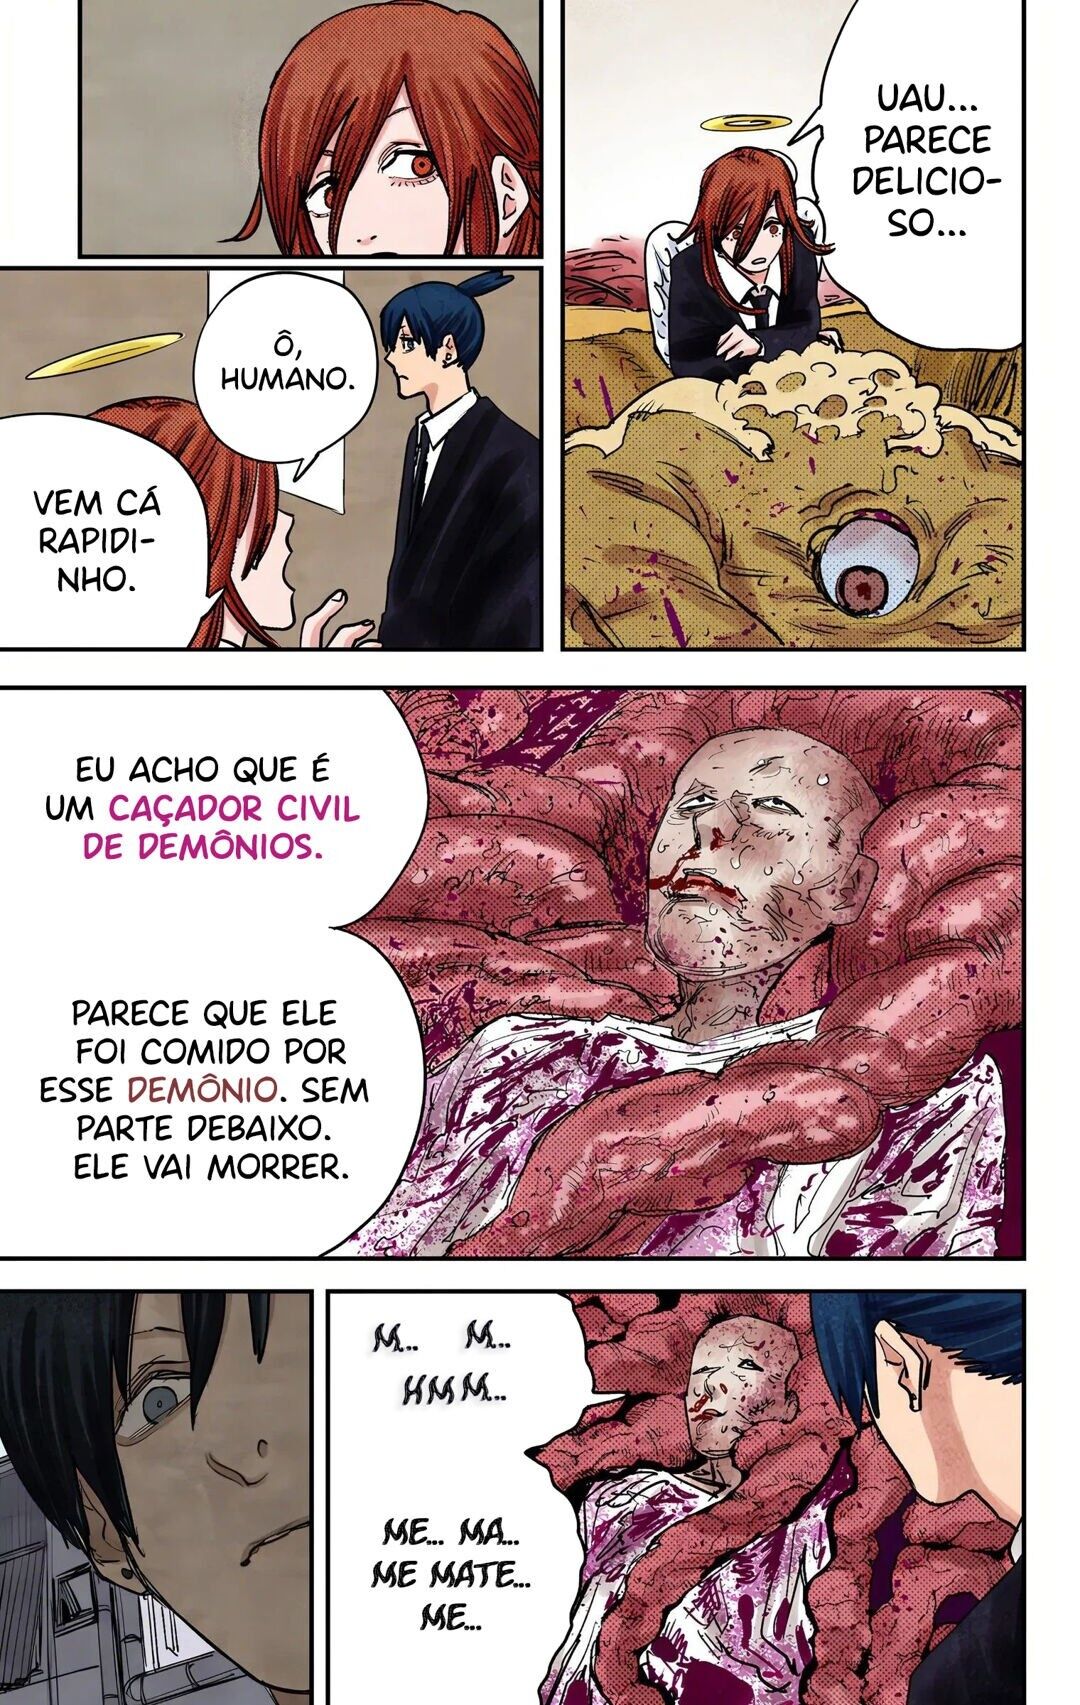 UAU...
PARECE
DELICIO-
SO...
Ô,
HUMANO.
VEM CÁ
RAPIDI-
NHO.
EU ACHO QUE É
UM CAÇADOR CIVIL
DE DEMÔNIOS.
PARECE QUE ELE
FOI COMIDO POR
ESSE DEMÔNIO. SEM
PARTE DEBAIXO.
ELE VAI MORRER.
M... M...
HMM...
ME... MA...
ME MATE...
ME...